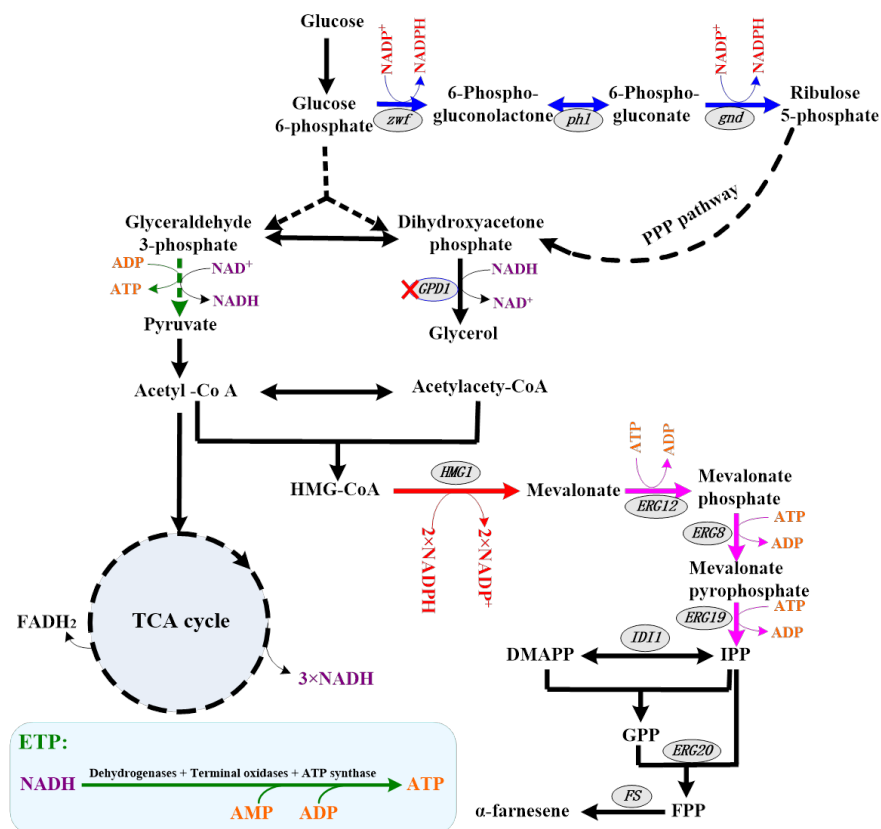 Glucose
NADP+
NADPH
NADP+
NADPH
Glucose
6-phosphate
zwf
6-Phospho-
gluconolactone
phl
6-Phospho-
gluconate
gnd
Ribulose
5-phosphate
PPP pathway
Glyceraldehyde
3-phosphate
Dihydroxyacetone
phosphate
ADP
NAD+
ATP
NADH
NADH
GPD1
NAD+
Pyruvate
Glycerol
Acetyl -Co A
Acetylacety-CoA
HMG-CoA
HMG1
2×NADPH
2×NADP+
Mevalonate
ATP
ADP
ERG12
Mevalonate
phosphate
ERG8
ATP
ADP
Mevalonate
pyrophosphate
ERG19
ATP
ADP
TCA cycle
FADH2
3×NADH
DMAPP
IDI1
IPP
GPP
ERG20
α-farnesene
FS
FPP
ETP:
Dehydrogenases + Terminal oxidases + ATP synthase
NADH
ATP
AMP
ADP